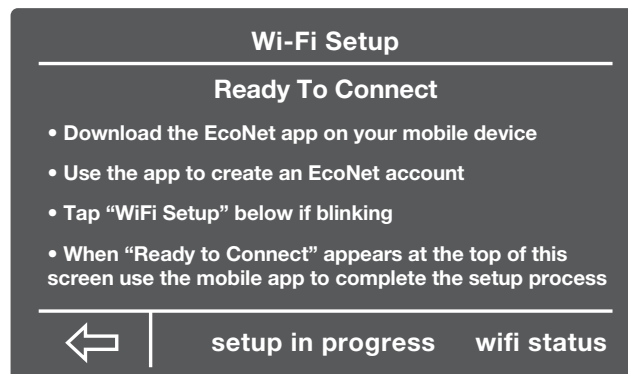 Wi-Fi Setup
Ready To Connect
• Download the EcoNet app on your mobile device
• Use the app to create an EcoNet account
• Tap “WiFi Setup” below if blinking
• When “Ready to Connect” appears at the top of this
screen use the mobile app to complete the setup process
setup in progress wifi status